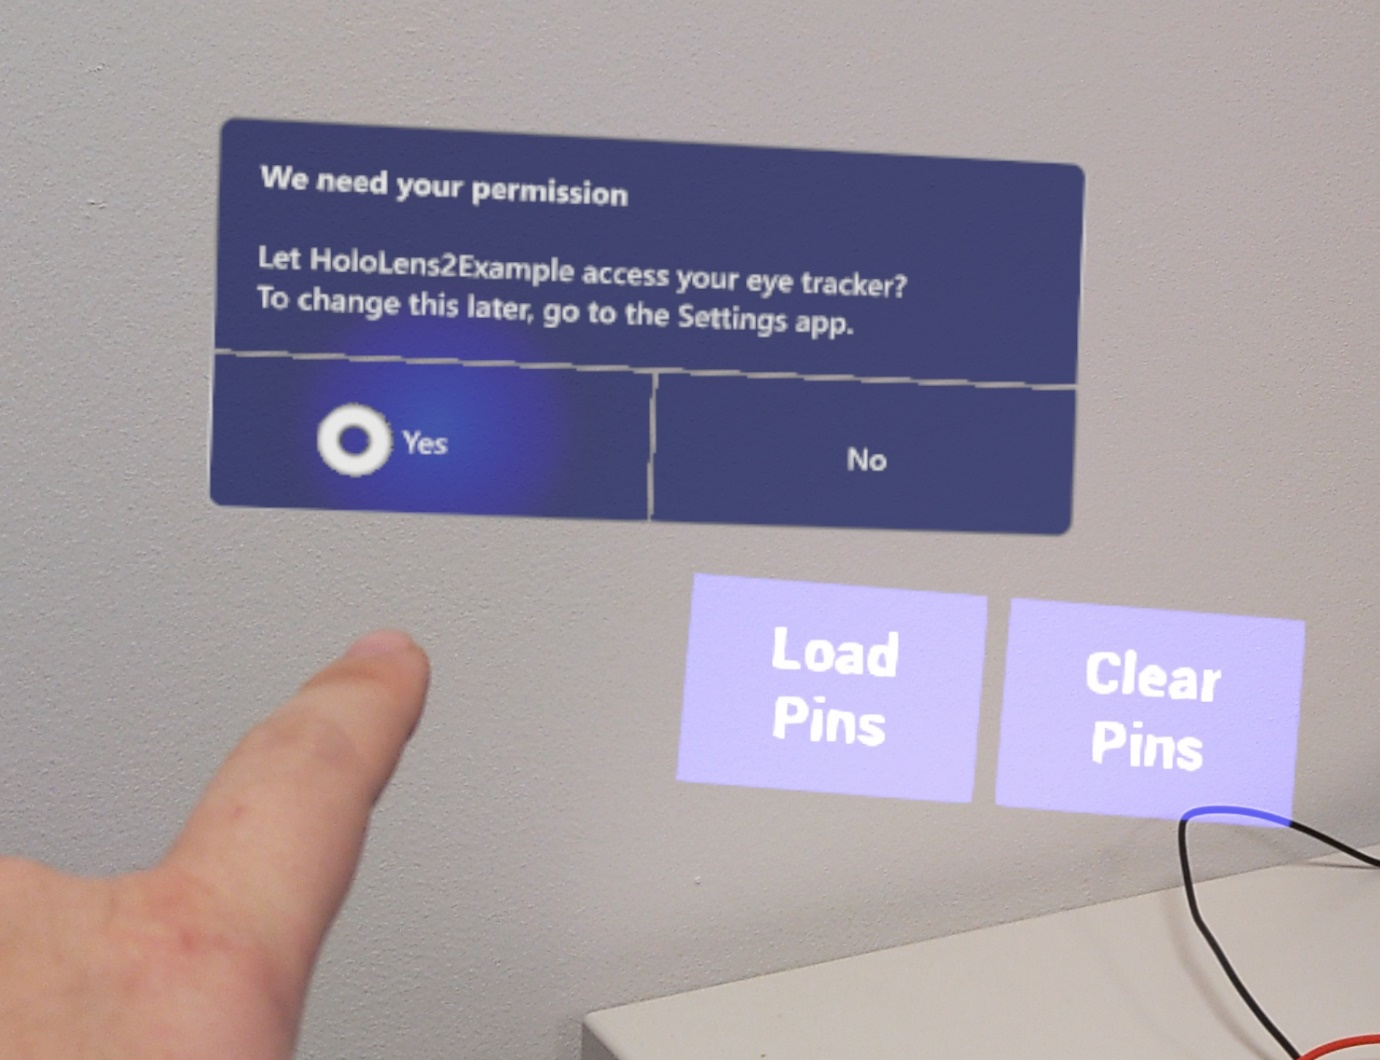 We need your permission
Let HoloLens2Example access your eye tracker?
To change this later, go to the Settings app.
Yes
No
Load
Pins
Clear
Pins